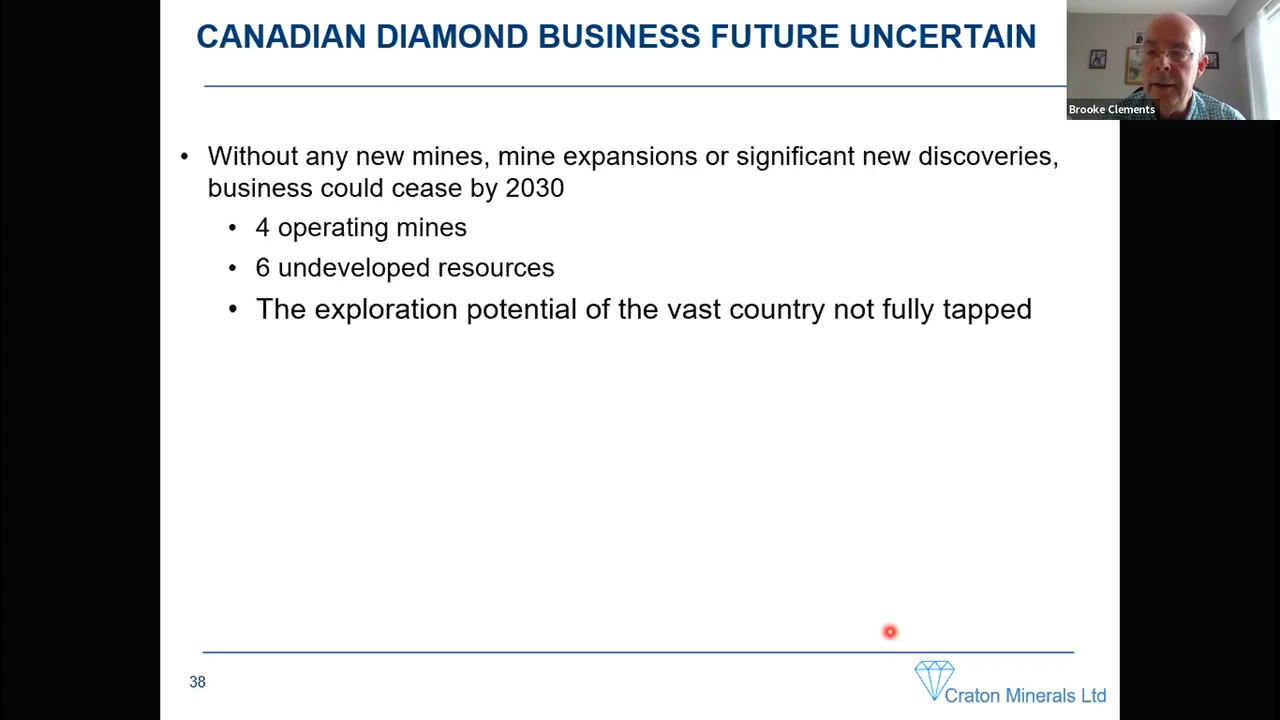 CANADIAN DIAMOND BUSINESS FUTURE UNCERTAIN
Brooke Clements
• Without any new mines, mine expansions or significant new discoveries,
business could cease by 2030
• 4 operating mines
• 6 undeveloped resources
• The exploration potential of the vast country not fully tapped
38
Craton Minerals Ltd